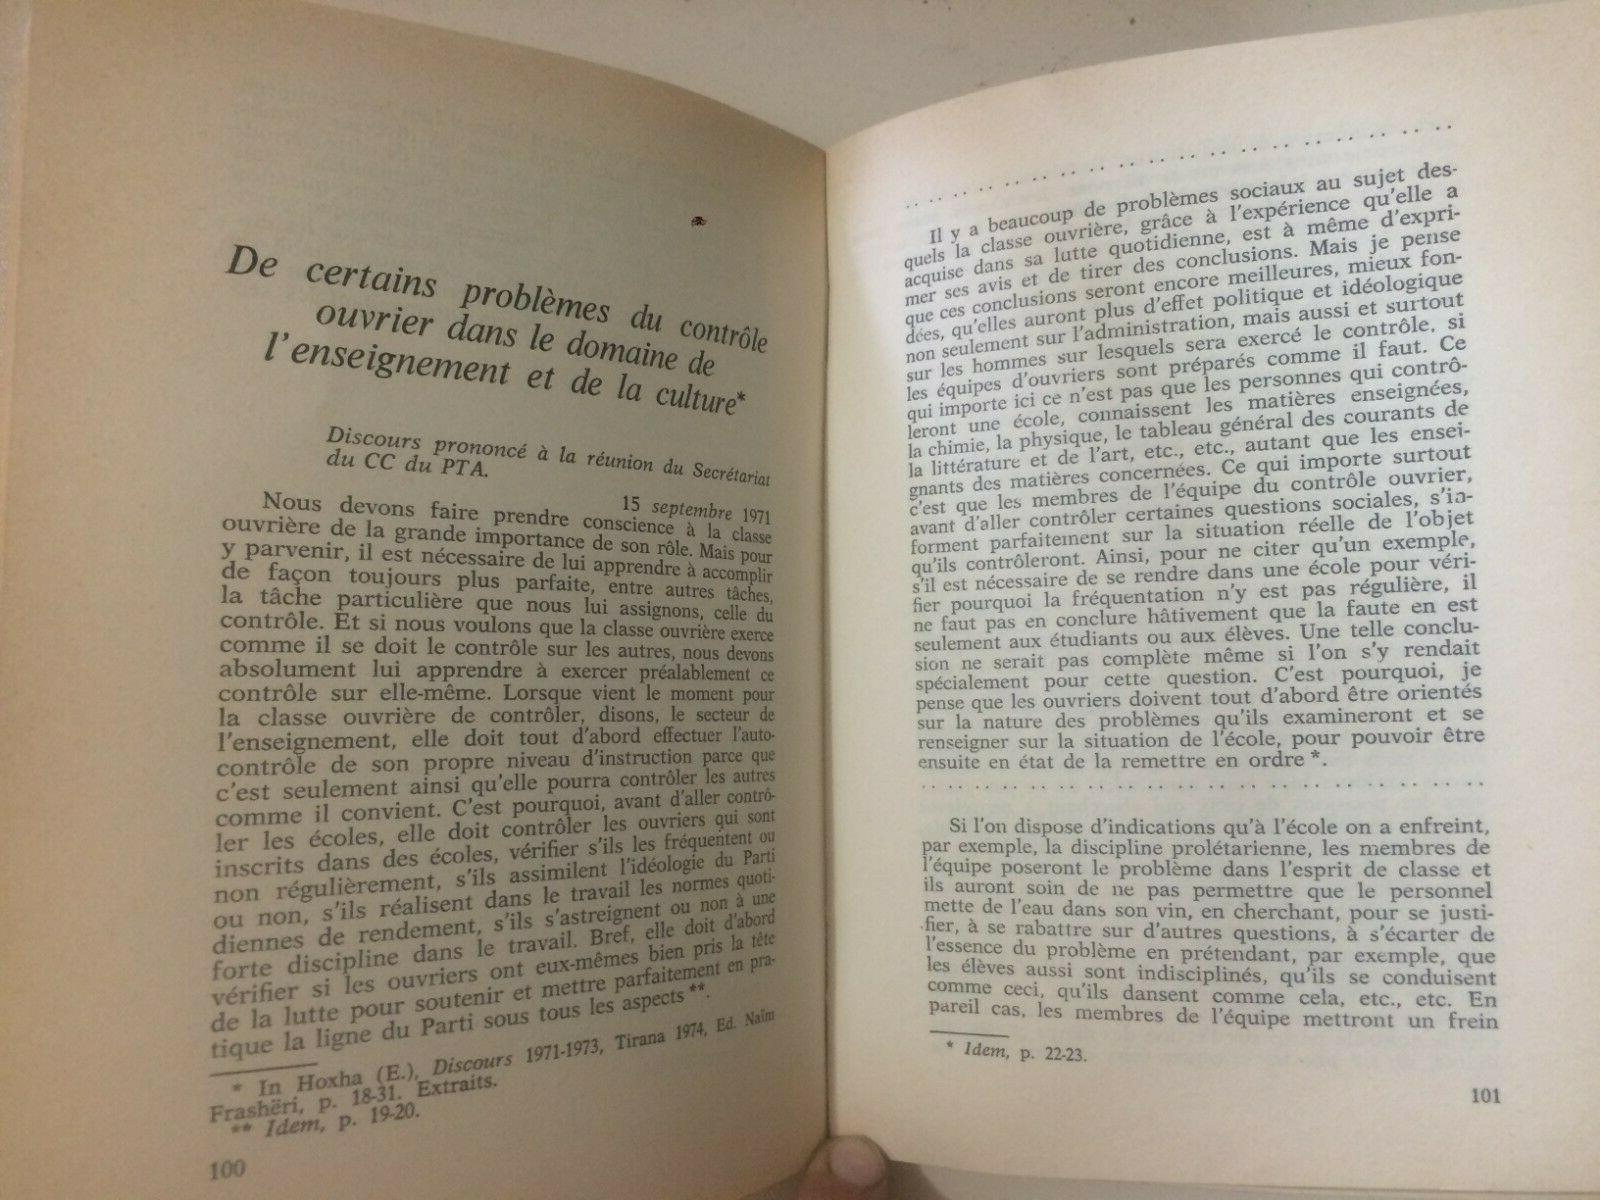 De certains problèmes du contrôle
ouvrier dans le domaine de
l'enseignement et de la culture*
Discours prononcé à la réunion du Secrétariat
du CC du PTA.
15 septembre 1971
Nous devons faire prendre conscience à la classe
ouvrière de la grande importance de son rôle. Mais pour
y parvenir, il est nécessaire de lui apprendre à accomplir
de façon toujours plus parfaite, entre autres tâches,
la tâche particulière que nous lui assignons, celle du
contrôle. Et si nous voulons que la classe ouvrière exerce
comme il se doit le contrôle sur les autres, nous devons
absolument lui apprendre à exercer préalablement ce
contrôle sur elle-même. Lorsque vient le moment pour
la classe ouvrière de contrôler, disons, le secteur de
l'enseignement, elle doit tout d'abord effectuer l'auto-
contrôle de son propre niveau d'instruction parce que
c'est seulement ainsi qu'elle pourra contrôler les autres
comme il convient. C'est pourquoi, avant d'aller contrô-
ler les écoles, elle doit contrôler les ouvriers qui sont
inscrits dans des écoles, vérifier s'ils les fréquentent ou
non régulièrement, s'ils assimilent l'idéologie du Parti
ou non, s'ils réalisent dans le travail les normes quoti-
diennes de rendement, s'ils s'astreignent ou non à une
forte discipline dans le travail. Bref, elle doit d'abord
vérifier si les ouvriers ont eux-mêmes bien pris la tête
de la lutte pour soutenir et mettre parfaitement en pra-
tique la ligne du Parti sous tous les aspects**.
* In Hoxha (E.), Discours 1971-1973, Tirana 1974, Ed. Naïm
Frashëri, p. 18-31. Extraits.
** Idem, p. 19-20.
100
. . . . . . . . . . . . . . . . . . . . . . . . . . . . . . . . . . . . . .
Il y a beaucoup de problèmes sociaux au sujet des-
quels la classe ouvrière, grâce à l'expérience qu'elle a
acquise dans sa lutte quotidienne, est à même d'expri-
mer ses avis et de tirer des conclusions. Mais je pense
que ces conclusions seront encore meilleures, mieux fon-
dées, qu'elles auront plus d'effet politique et idéologique
non seulement sur l'administration, mais aussi et surtout
sur les hommes sur lesquels sera exercé le contrôle, si
les équipes d'ouvriers sont préparés comme il faut. Ce
qui importe ici ce n'est pas que les personnes qui contrô-
leront une école, connaissent les matières enseignées,
la chimie, la physique, le tableau général des courants de
la littérature et de l'art, etc., etc., autant que les ensei-
gnants des matières concernées. Ce qui importe surtout
c'est que les membres de l'équipe du contrôle ouvrier,
avant d'aller contrôler certaines questions sociales, s'in-
forment parfaitement sur la situation réelle de l'objet
qu'ils contrôleront. Ainsi, pour ne citer qu'un exemple,
s'il est nécessaire de se rendre dans une école pour véri-
fier pourquoi la fréquentation n'y est pas régulière, il
ne faut pas en conclure hâtivement que la faute en est
seulement aux étudiants ou aux élèves. Une telle conclu-
sion ne serait pas complète même si l'on s'y rendait
spécialement pour cette question. C'est pourquoi, je
pense que les ouvriers doivent tout d'abord être orientés
sur la nature des problèmes qu'ils examineront et se
renseigner sur la situation de l'école, pour pouvoir être
ensuite en état de la remettre en ordre*.
. . . . . . . . . . . . . . . . . . . . . . . . . . . . . . . . . . . . . .
Si l'on dispose d'indications qu'à l'école on a enfreint,
par exemple, la discipline prolétarienne, les membres de
l'équipe poseront le problème dans l'esprit de classe et
ils auront soin de ne pas permettre que le personnel
mette de l'eau dans son vin, en cherchant, pour se justi-
fier, à se rabattre sur d'autres questions, à s'écarter de
l'essence du problème en prétendant, par exemple, que
les élèves aussi sont indisciplinés, qu'ils se conduisent
comme ceci, qu'ils dansent comme cela, etc., etc. En
pareil cas, les membres de l'équipe mettront un frein
* Idem, p. 22-23.
101